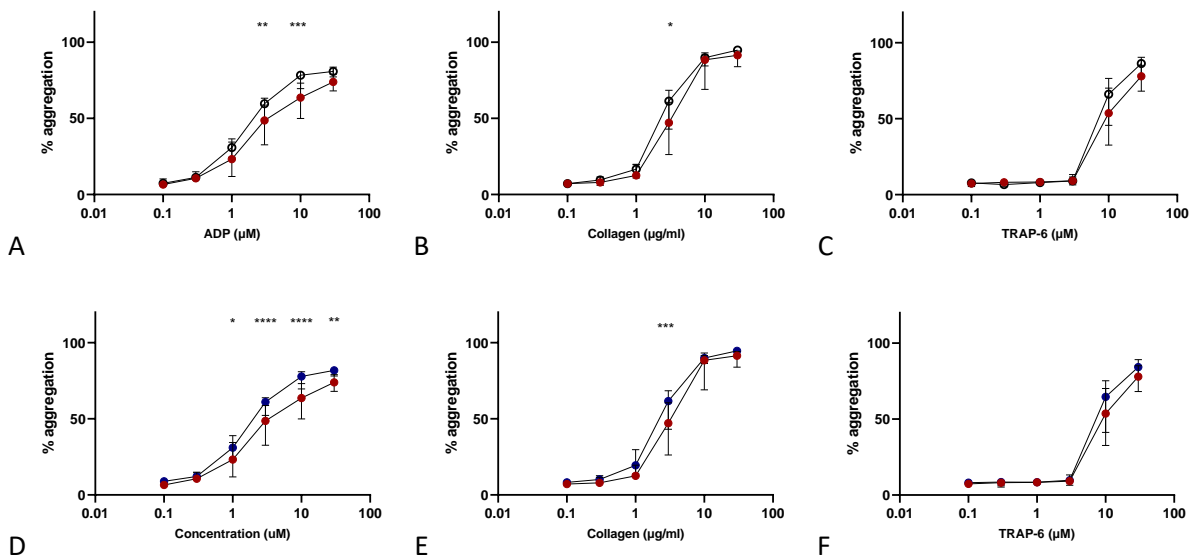 ** ***
% aggregation
100
50
0
0.01 0.1 1 10 100
ADP (µM)
A
*
% aggregation
100
50
0
0.01 0.1 1 10 100
Collagen (µg/ml)
B
% aggregation
100
50
0
0.01 0.1 1 10 100
TRAP-6 (µM)
C
* **** **** **
% aggregation
100
50
0
0.01 0.1 1 10 100
Concentration (uM)
D
***
% aggregation
100
50
0
0.01 0.1 1 10 100
Collagen (µg/ml)
E
% aggregation
100
50
0
0.01 0.1 1 10 100
TRAP-6 (µM)
F